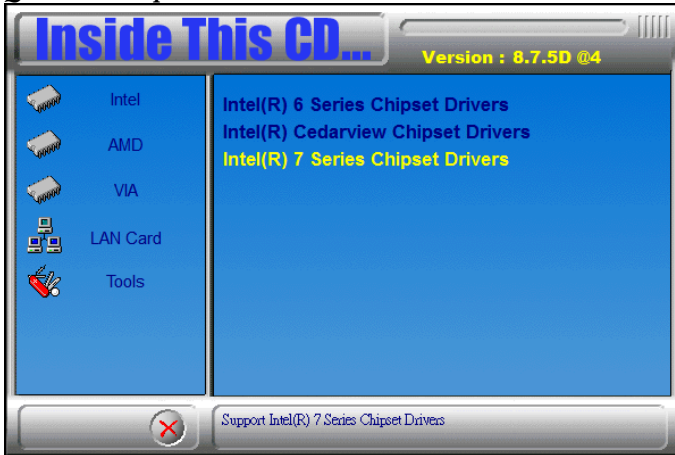 Inside This CD...
Version : 8.7.5D @4
Intel
AMD
VIA
LAN Card
Tools
Intel(R) 6 Series Chipset Drivers
Intel(R) Cedarview Chipset Drivers
Intel(R) 7 Series Chipset Drivers
Support Intel(R) 7 Series Chipset Drivers